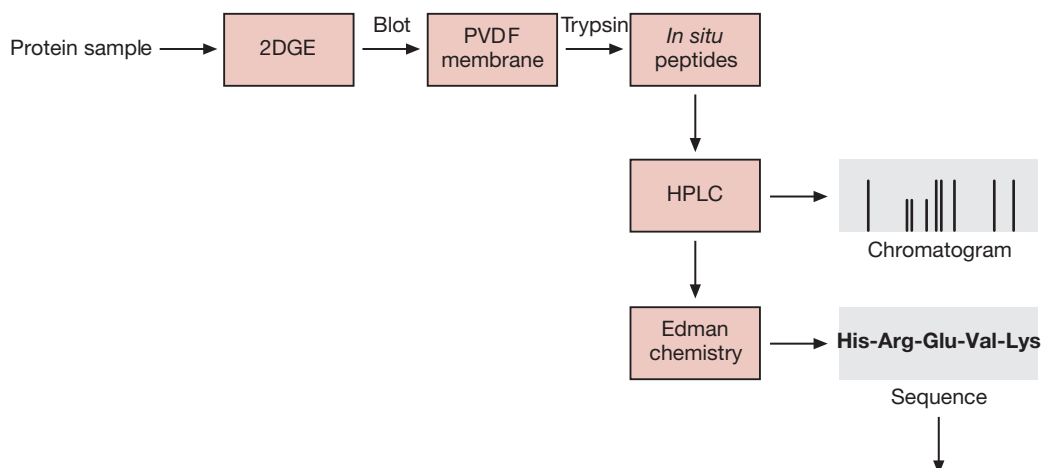 Protein sample
2DGE
Blot
PVDF
membrane
Trypsin
In situ
peptides
HPLC
Chromatogram
Edman
chemistry
His-Arg-Glu-Val-Lys
Sequence